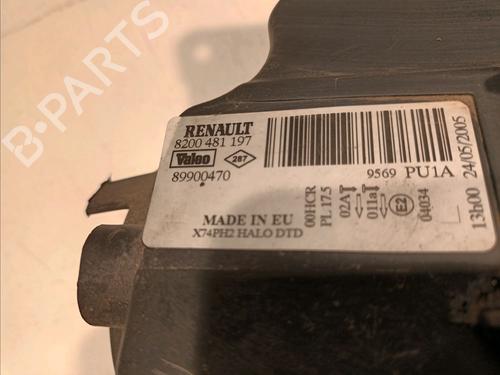 RENAULT
8200 481 197
Valeo 287
89900470
MADE IN EU
X74PH2 HALO DTD
00HCR
PL 17.5
02A
011a
E2
04034
9569 PU1A
13h00 24/05/2005
B-PARTS